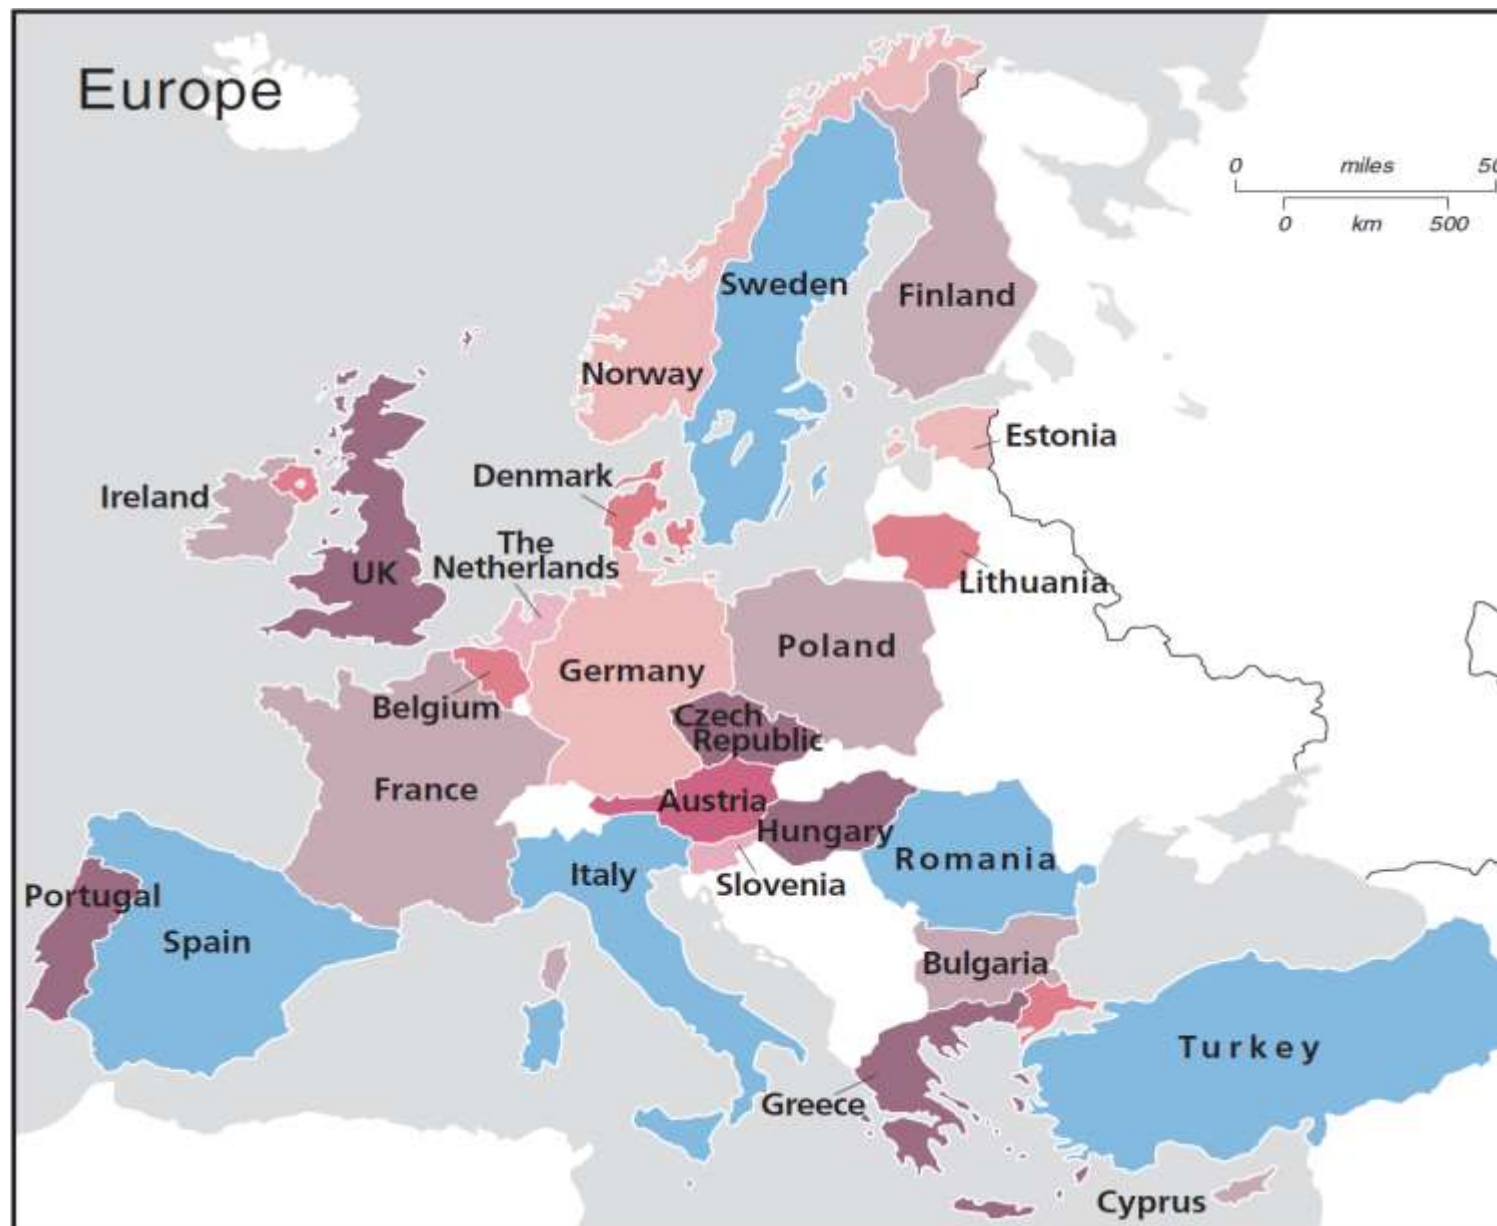 Europe
0 miles 50
0 km 500
Sweden
Finland
Norway
Estonia
Denmark
Ireland
The
Netherlands
UK
Lithuania
Poland
Germany
Belgium
Czech
Republic
France
Austria
Hungary
Romania
Italy
Slovenia
Portugal
Spain
Bulgaria
Turkey
Greece
Cyprus